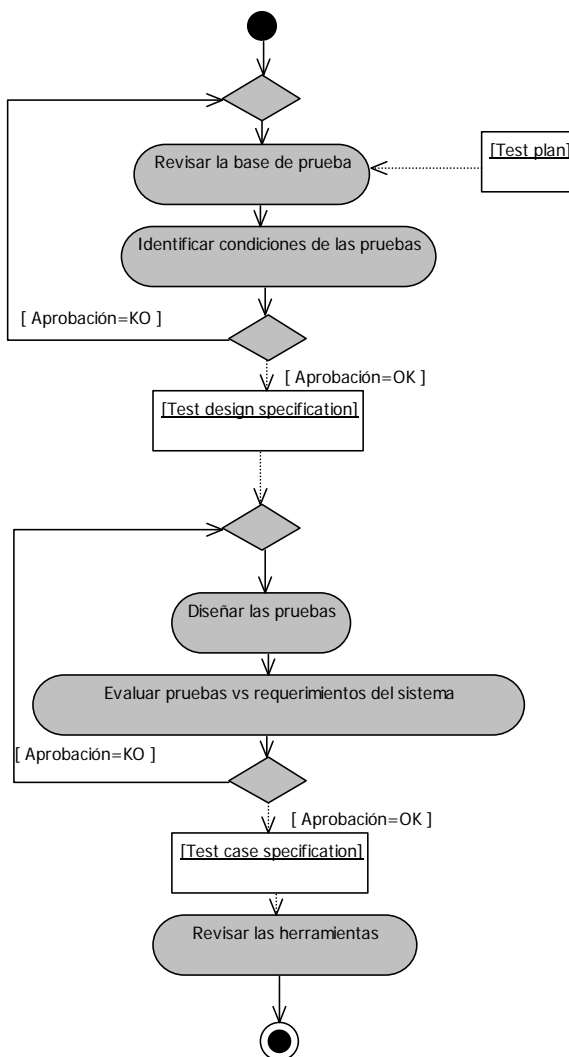 Revisar la base de prueba
[Test plan]
Identificar condiciones de las pruebas
[ Aprobación=KO ]
[ Aprobación=OK ]
[Test design specification]
Diseñar las pruebas
Evaluar pruebas vs requerimientos del sistema
[ Aprobación=KO ]
[ Aprobación=OK ]
[Test case specification]
Revisar las herramientas